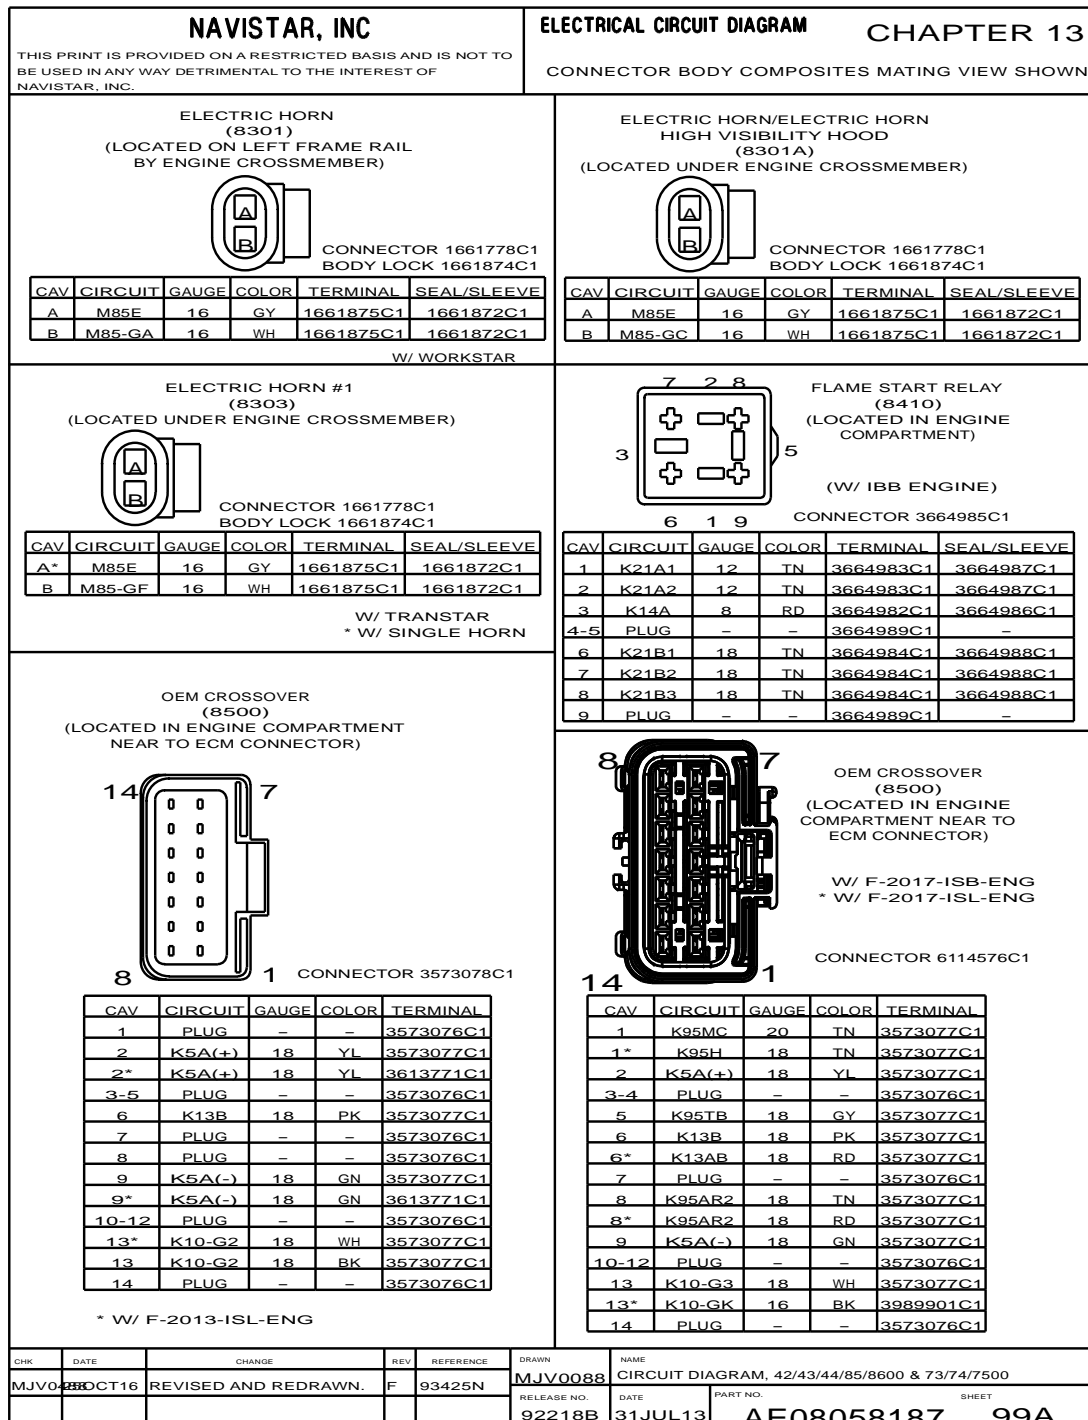 NAVISTAR, INC
THIS PRINT IS PROVIDED ON A RESTRICTED BASIS AND IS NOT TO
BE USED IN ANY WAY DETRIMENTAL TO THE INTEREST OF
NAVISTAR, INC.
ELECTRICAL CIRCUIT DIAGRAM CHAPTER 13
CONNECTOR BODY COMPOSITES MATING VIEW SHOWN
ELECTRIC HORN
(8301)
(LOCATED ON LEFT FRAME RAIL
BY ENGINE CROSSMEMBER)
A
B
CONNECTOR 1661778C1
BODY LOCK 1661874C1
CAV CIRCUIT GAUGE COLOR TERMINAL SEAL/SLEEVE
A M85E 16 GY 1661875C1 1661872C1
B M85-GA 16 WH 1661875C1 1661872C1
W/ WORKSTAR
ELECTRIC HORN/ELECTRIC HORN
HIGH VISIBILITY HOOD
(8301A)
(LOCATED UNDER ENGINE CROSSMEMBER)
A
B
CONNECTOR 1661778C1
BODY LOCK 1661874C1
CAV CIRCUIT GAUGE COLOR TERMINAL SEAL/SLEEVE
A M85E 16 GY 1661875C1 1661872C1
B M85-GC 16 WH 1661875C1 1661872C1
ELECTRIC HORN #1
(8303)
(LOCATED UNDER ENGINE CROSSMEMBER)
A
B
CONNECTOR 1661778C1
BODY LOCK 1661874C1
CAV CIRCUIT GAUGE COLOR TERMINAL SEAL/SLEEVE
A* M85E 16 GY 1661875C1 1661872C1
B M85-GF 16 WH 1661875C1 1661872C1
W/ TRANSTAR
* W/ SINGLE HORN
7 2 8
3 5
6 1 9
FLAME START RELAY
(8410)
(LOCATED IN ENGINE
COMPARTMENT)
(W/ IBB ENGINE)
CONNECTOR 3664985C1
CAV CIRCUIT GAUGE COLOR TERMINAL SEAL/SLEEVE
1 K21A1 12 TN 3664983C1 3664987C1
2 K21A2 12 TN 3664983C1 3664987C1
3 K14A 8 RD 3664982C1 3664986C1
4-5 PLUG – – 3664989C1 –
6 K21B1 18 TN 3664984C1 3664988C1
7 K21B2 18 TN 3664984C1 3664988C1
8 K21B3 18 TN 3664984C1 3664988C1
9 PLUG – – 3664989C1 –
OEM CROSSOVER
(8500)
(LOCATED IN ENGINE COMPARTMENT
NEAR TO ECM CONNECTOR)
14 7
8 1
CONNECTOR 3573078C1
CAV CIRCUIT GAUGE COLOR TERMINAL
1 PLUG – – 3573076C1
2 K5A(+) 18 YL 3573077C1
2* K5A(+) 18 YL 3613771C1
3-5 PLUG – – 3573076C1
6 K13B 18 PK 3573077C1
7 PLUG – – 3573076C1
8 PLUG – – 3573076C1
9 K5A(-) 18 GN 3573077C1
9* K5A(-) 18 GN 3613771C1
10-12 PLUG – – 3573076C1
13* K10-G2 18 WH 3573077C1
13 K10-G2 18 BK 3573077C1
14 PLUG – – 3573076C1
* W/ F-2013-ISL-ENG
8 7
14 1
OEM CROSSOVER
(8500)
(LOCATED IN ENGINE
COMPARTMENT NEAR TO
ECM CONNECTOR)
W/ F-2017-ISB-ENG
* W/ F-2017-ISL-ENG
CONNECTOR 6114576C1
CAV CIRCUIT GAUGE COLOR TERMINAL
1 K95MC 20 TN 3573077C1
1* K95H 18 TN 3573077C1
2 K5A(+) 18 YL 3573077C1
3-4 PLUG – – 3573076C1
5 K95TB 18 GY 3573077C1
6 K13B 18 PK 3573077C1
6* K13AB 18 RD 3573077C1
7 PLUG – – 3573076C1
8 K95AR2 18 TN 3573077C1
8* K95AR2 18 RD 3573077C1
9 K5A(-) 18 GN 3573077C1
10-12 PLUG – – 3573076C1
13 K10-G3 18 WH 3573077C1
13* K10-GK 16 BK 3989901C1
14 PLUG – – 3573076C1
CHK DATE CHANGE REV REFERENCE
REVISED AND REDRAWN. F 93425N
DRAWN NAME
MJV0088 CIRCUIT DIAGRAM, 42/43/44/85/8600 & 73/74/7500
RELEASE NO. DATE PART NO. SHEET
92218B 31JUL13 AE08058187 99A